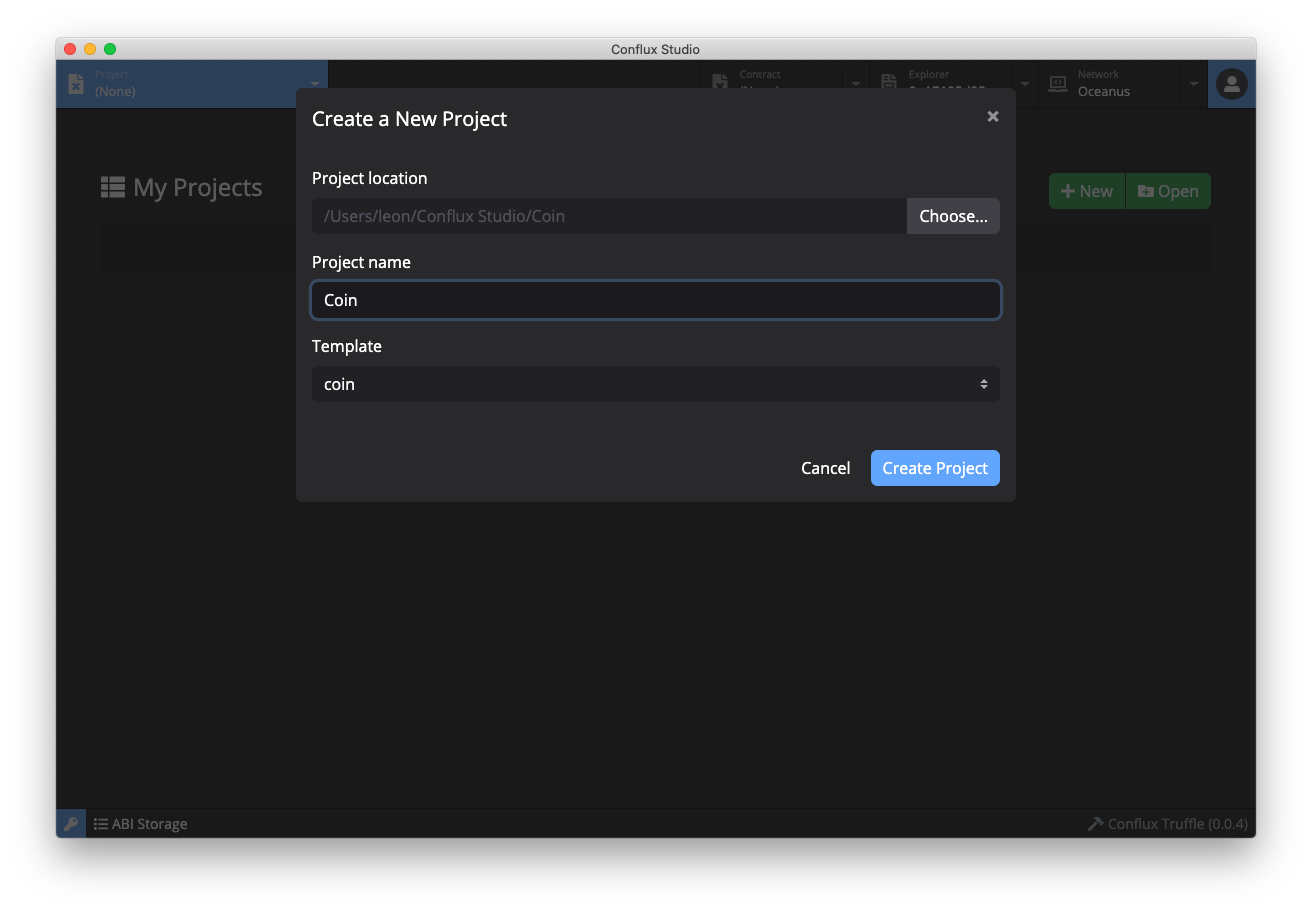 Conflux Studio
Project
(None)
Contract
Explorer
Network
Oceanus
My Projects
New
Open
Create a New Project
Project location
/Users/leon/Conflux Studio/Coin
Choose...
Project name
Coin
Template
coin
Cancel
Create Project
ABI Storage
Conflux Truffle (0.0.4)